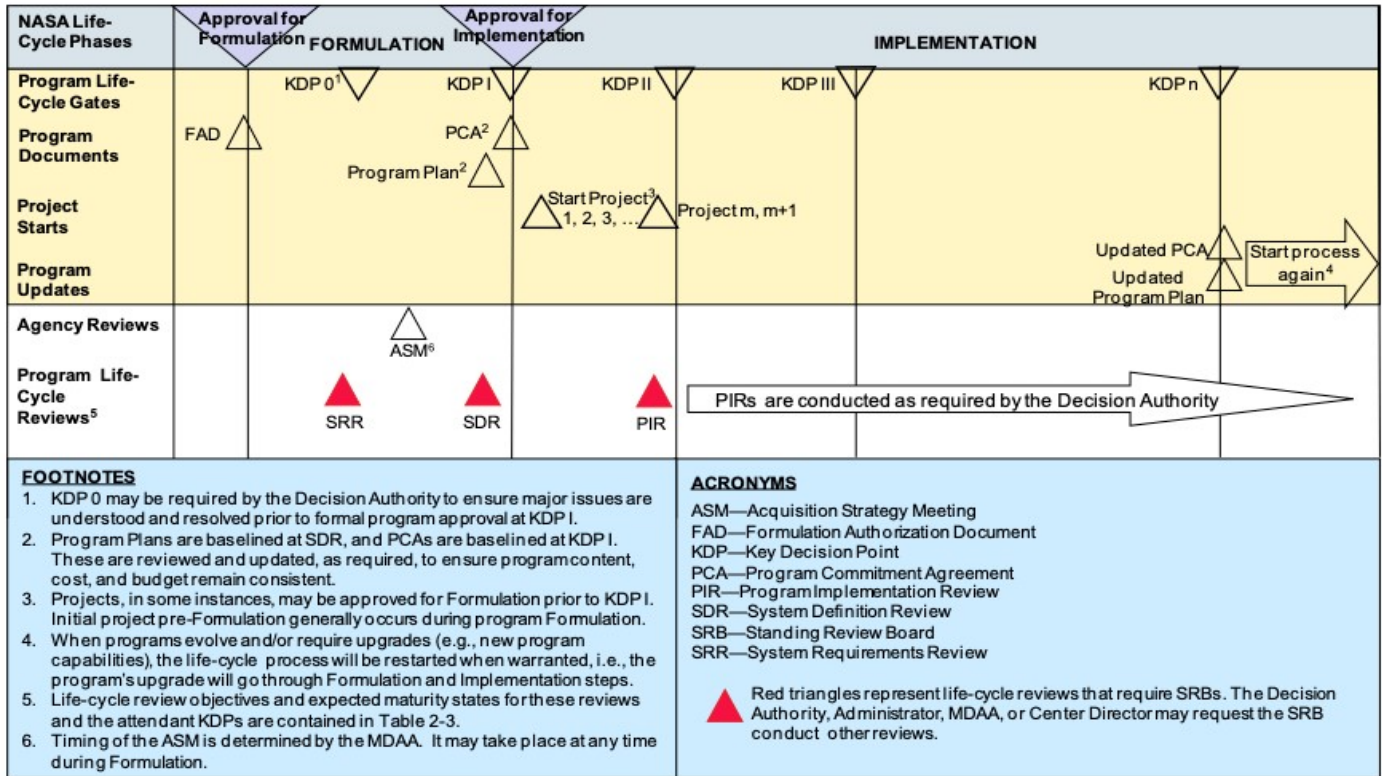 NASA Life-
Cycle Phases
Approval for
Formulation
FORMULATION
Approval for
Implementation
IMPLEMENTATION
Program Life-
Cycle Gates
KDP 0¹
KDP I
KDP II
KDP III
KDP n
Program
Documents
FAD
PCA²
Program Plan²
Project
Starts
Start Project³
1, 2, 3, …
Project m, m+1
Program
Updates
Updated PCA
Updated
Program Plan
Start process
again⁴
Agency Reviews
ASM⁶
Program Life-
Cycle
Reviews⁵
SRR
SDR
PIR
PIRs are conducted as required by the Decision Authority
FOOTNOTES
1. KDP 0 may be required by the Decision Authority to ensure major issues are
understood and resolved prior to formal program approval at KDP I.
2. Program Plans are baselined at SDR, and PCAs are baselined at KDP I.
These are reviewed and updated, as required, to ensure program content,
cost, and budget remain consistent.
3. Projects, in some instances, may be approved for Formulation prior to KDP I.
Initial project pre-Formulation generally occurs during program Formulation.
4. When programs evolve and/or require upgrades (e.g., new program
capabilities), the life-cycle process will be restarted when warranted, i.e., the
program's upgrade will go through Formulation and Implementation steps.
5. Life-cycle review objectives and expected maturity states for these reviews
and the attendant KDPs are contained in Table 2-3.
6. Timing of the ASM is determined by the MDAA. It may take place at any time
during Formulation.
ACRONYMS
ASM—Acquisition Strategy Meeting
FAD—Formulation Authorization Document
KDP—Key Decision Point
PCA—Program Commitment Agreement
PIR—Program Implementation Review
SDR—System Definition Review
SRB—Standing Review Board
SRR—System Requirements Review
Red triangles represent life-cycle reviews that require SRBs. The Decision
Authority, Administrator, MDAA, or Center Director may request the SRB
conduct other reviews.